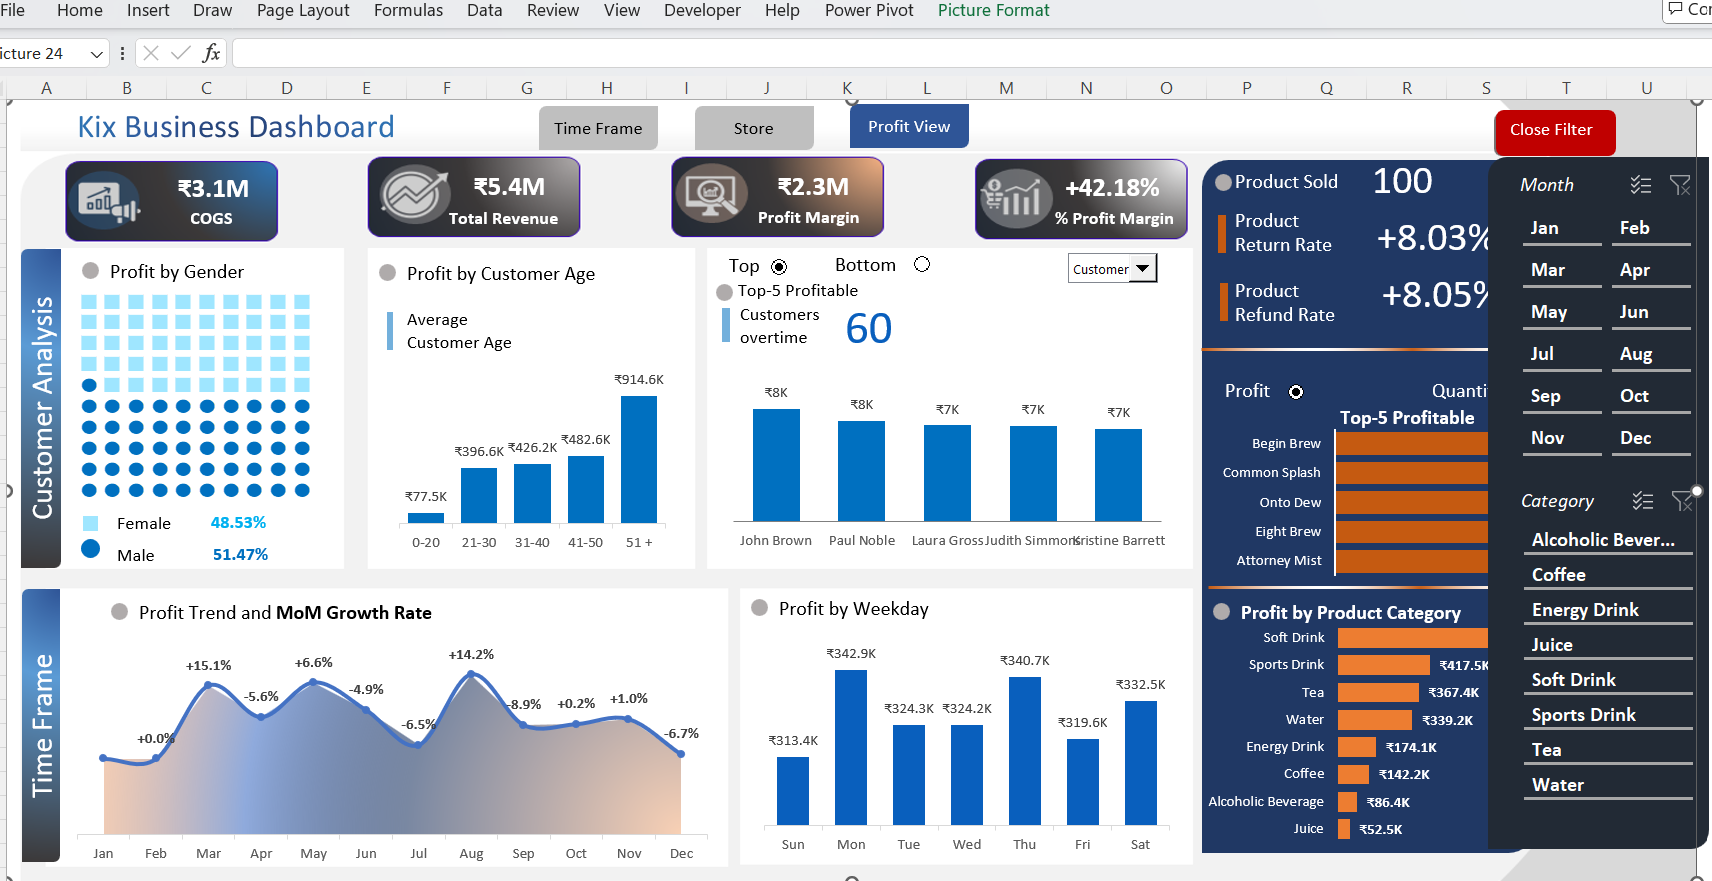 File Home Insert Draw Page Layout Formulas Data Review View Developer Help Power Pivot Picture Format
icture 24 fx
A B C D E F G H I J K L M N O P Q R S T U
Kix Business Dashboard
Time Frame
Store
Profit View
Close Filter
₹3.1M
COGS
₹5.4M
Total Revenue
₹2.3M
Profit Margin
+42.18%
% Profit Margin
Customer Analysis
Profit by Gender
Female 48.53%
Male 51.47%
Profit by Customer Age
Average
Customer Age
₹77.5K ₹396.6K ₹426.2K ₹482.6K ₹914.6K
0-20 21-30 31-40 41-50 51 +
Top Bottom
Customer
Top-5 Profitable
Customers
overtime
60
₹8K ₹8K ₹7K ₹7K ₹7K
John Brown Paul Noble Laura Gross Judith Simmons Kristine Barrett
Product Sold 100
Product
Return Rate
+8.03%
Product
Refund Rate
+8.05%
Profit Quanti
Top-5 Profitable
Begin Brew
Common Splash
Onto Dew
Eight Brew
Attorney Mist
Profit by Product Category
Soft Drink
Sports Drink ₹417.5K
Tea ₹367.4K
Water ₹339.2K
Energy Drink ₹174.1K
Coffee ₹142.2K
Alcoholic Beverage ₹86.4K
Juice ₹52.5K
Month
Jan Feb
Mar Apr
May Jun
Jul Aug
Sep Oct
Nov Dec
Category
Alcoholic Bever...
Coffee
Energy Drink
Juice
Soft Drink
Sports Drink
Tea
Water
Time Frame
Profit Trend and MoM Growth Rate
+0.0% +15.1% -5.6% +6.6% -4.9% -6.5% +14.2% -8.9% +0.2% +1.0% -6.7%
Jan Feb Mar Apr May Jun Jul Aug Sep Oct Nov Dec
Profit by Weekday
₹313.4K ₹342.9K ₹324.3K ₹324.2K ₹340.7K ₹319.6K ₹332.5K
Sun Mon Tue Wed Thu Fri Sat